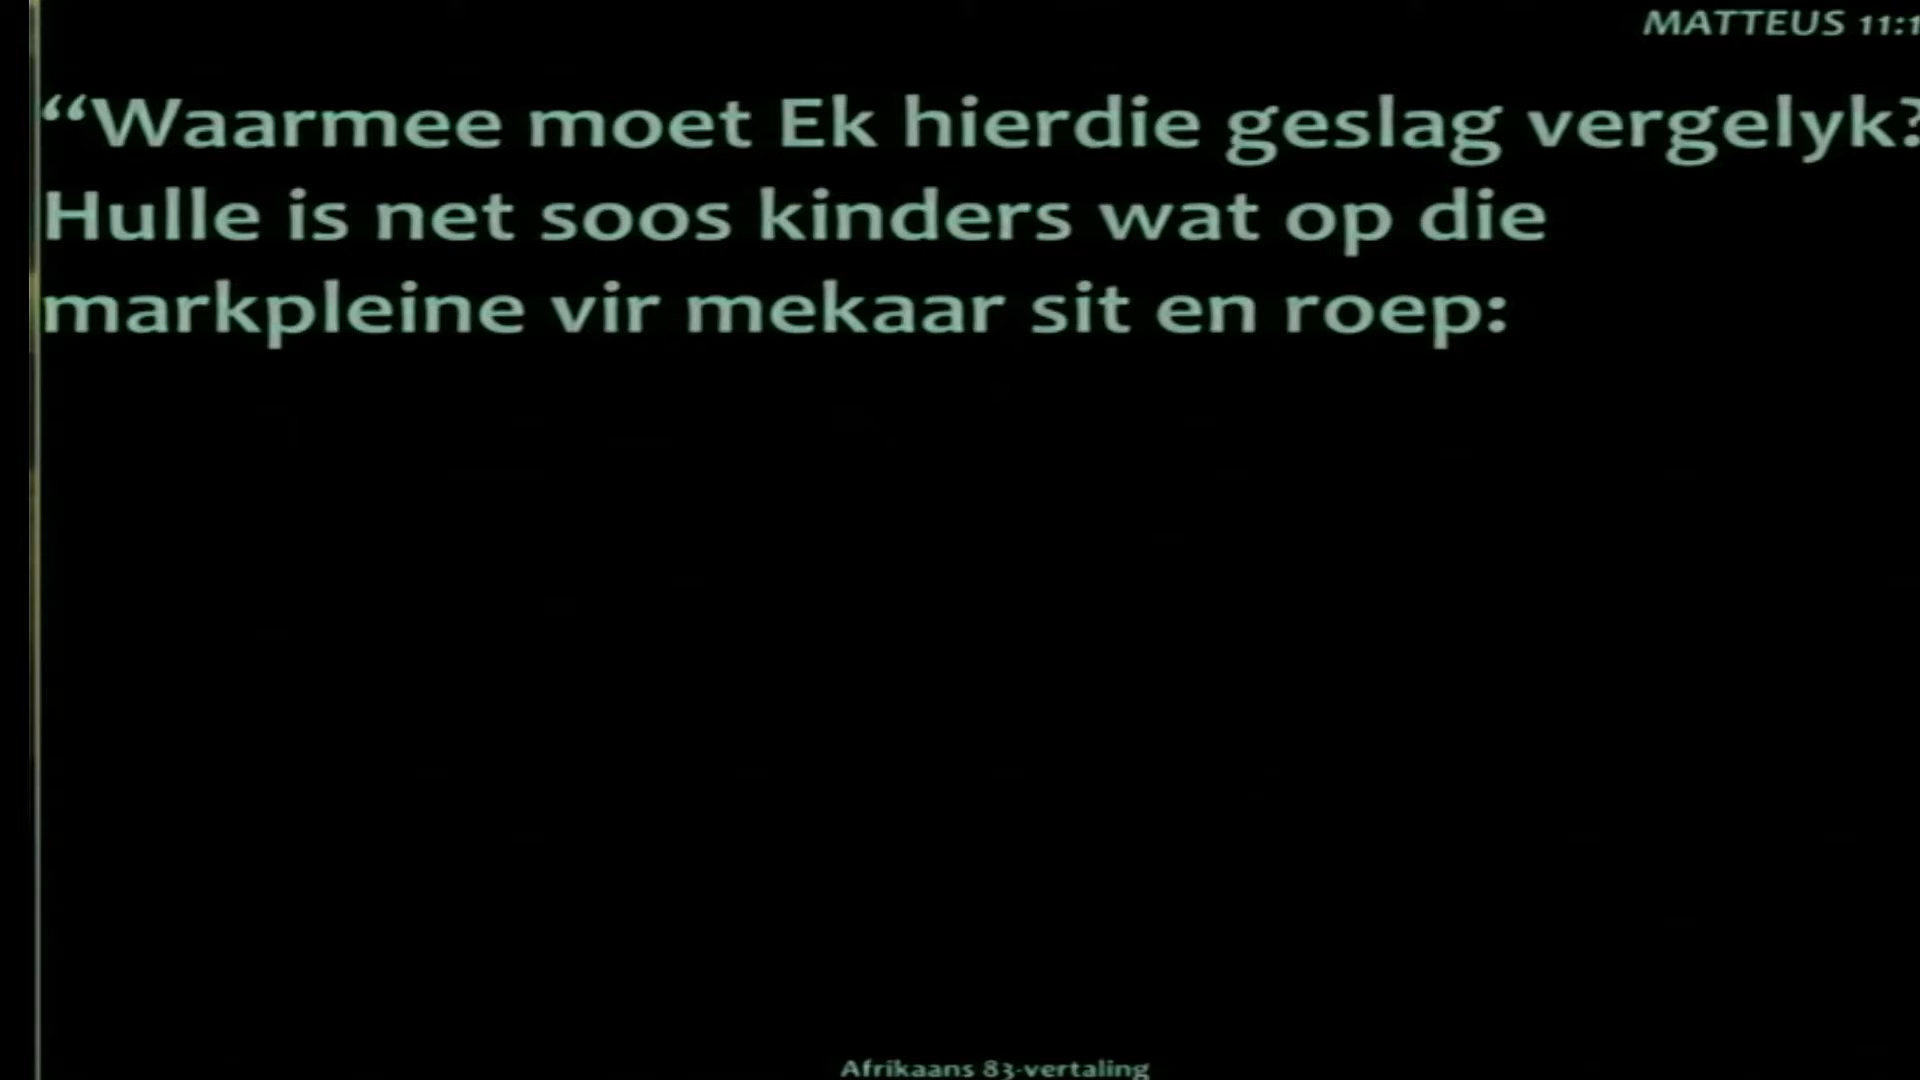 MATTEUS 11:1
“Waarmee moet Ek hierdie geslag vergelyk?
Hulle is net soos kinders wat op die
markpleine vir mekaar sit en roep:
Afrikaans 83-vertaling